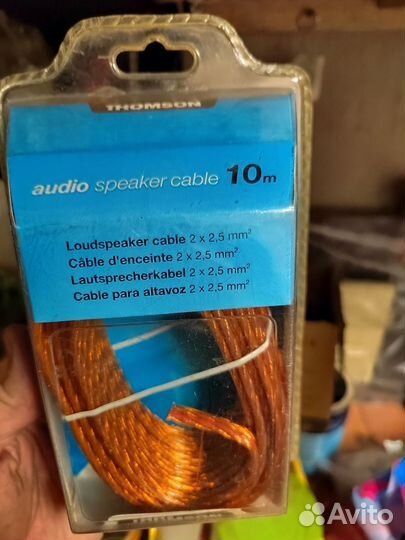 THOMSON
audio speaker cable 10m
Loudspeaker cable 2 x 2,5 mm²
Câble d'enceinte 2 x 2,5 mm²
Lautsprecherkabel 2 x 2,5 mm²
Cable para altavoz 2 x 2,5 mm²
Avito